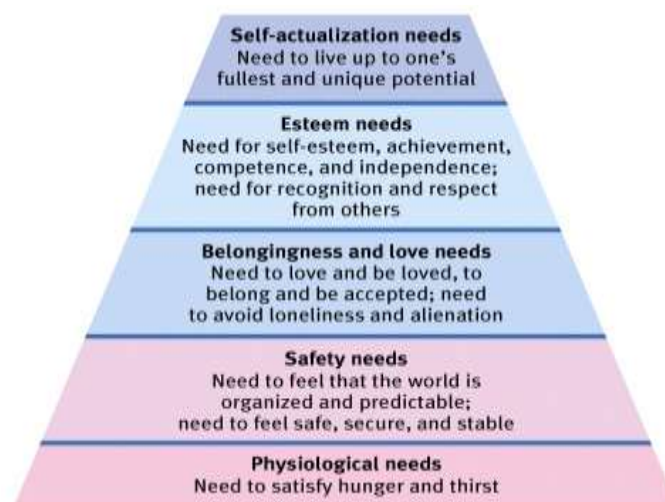 Self-actualization needs
Need to live up to one's
fullest and unique potential
Esteem needs
Need for self-esteem, achievement,
competence, and independence;
need for recognition and respect
from others
Belongingness and love needs
Need to love and be loved, to
belong and be accepted; need
to avoid loneliness and alienation
Safety needs
Need to feel that the world is
organized and predictable;
need to feel safe, secure, and stable
Physiological needs
Need to satisfy hunger and thirst